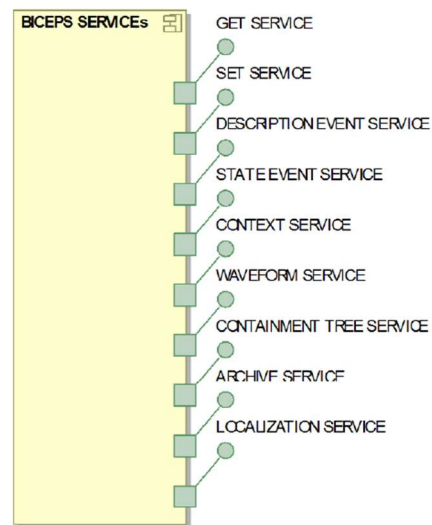 BICEPS SERVICEs
GET SERVICE
SET SERVICE
DESCRIPTION EVENT SERVICE
STATE EVENT SERVICE
CONTEXT SERVICE
WAVEFORM SERVICE
CONTAINMENT TREE SERVICE
ARCHIVE SERVICE
LOCALIZATION SERVICE